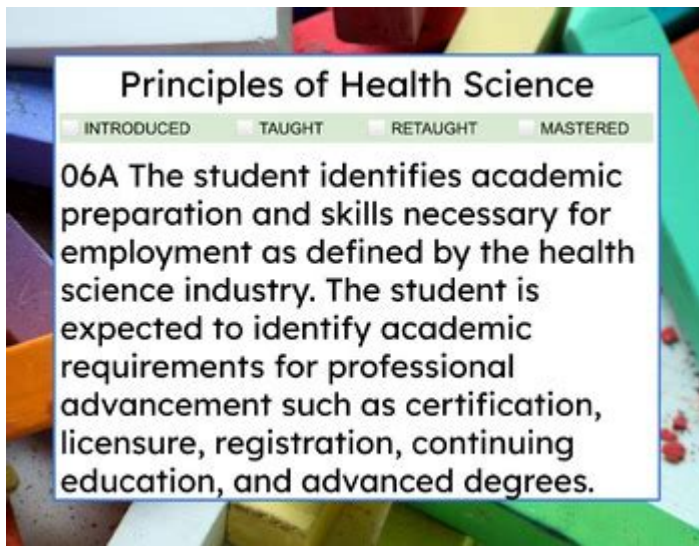 Principles of Health Science
INTRODUCED TAUGHT RETAUGHT MASTERED
06A The student identifies academic
preparation and skills necessary for
employment as defined by the health
science industry. The student is
expected to identify academic
requirements for professional
advancement such as certification,
licensure, registration, continuing
education, and advanced degrees.